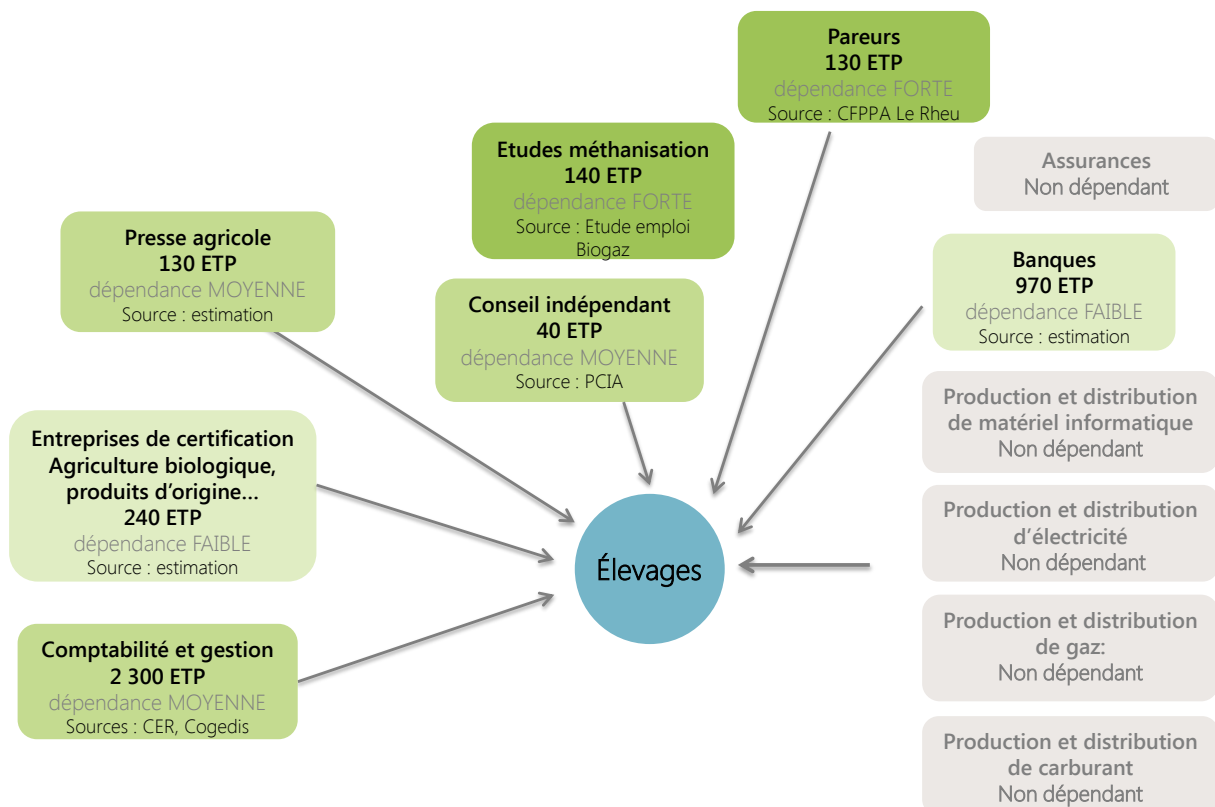 Pareurs
130 ETP
dépendance FORTE
Source : CFPPA Le Rheu
Etudes méthanisation
140 ETP
dépendance FORTE
Source : Etude emploi
Biogaz
Assurances
Non dépendant
Presse agricole
130 ETP
dépendance MOYENNE
Source : estimation
Banques
970 ETP
dépendance FAIBLE
Source : estimation
Conseil indépendant
40 ETP
dépendance MOYENNE
Source : PCIA
Production et distribution
de matériel informatique
Non dépendant
Entreprises de certification
Agriculture biologique,
produits d'origine…
240 ETP
dépendance FAIBLE
Source : estimation
Production et distribution
d'électricité
Non dépendant
Élevages
Production et distribution
de gaz:
Non dépendant
Comptabilité et gestion
2 300 ETP
dépendance MOYENNE
Sources : CER, Cogedis
Production et distribution
de carburant
Non dépendant